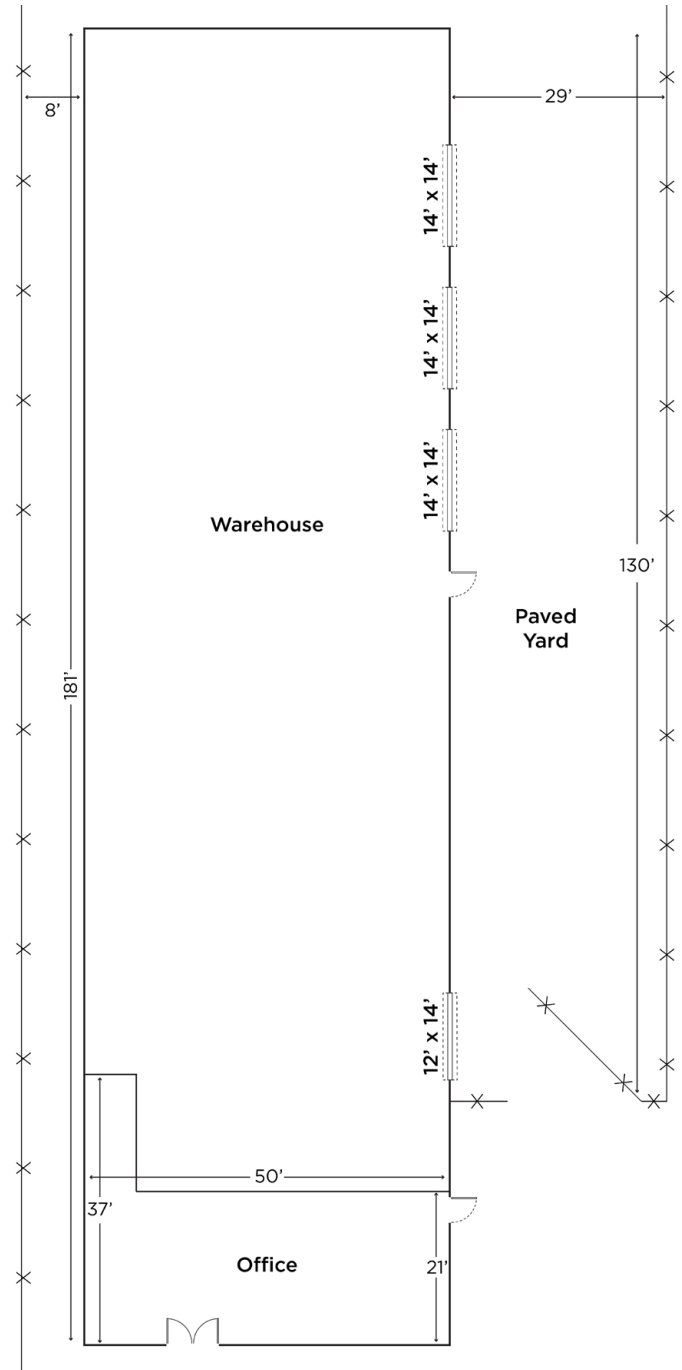 8’
29’
14’ x 14’
14’ x 14’
14’ x 14’
Warehouse
130’
Paved
Yard
181’
12’ x 14’
50’
37’
Office
21’